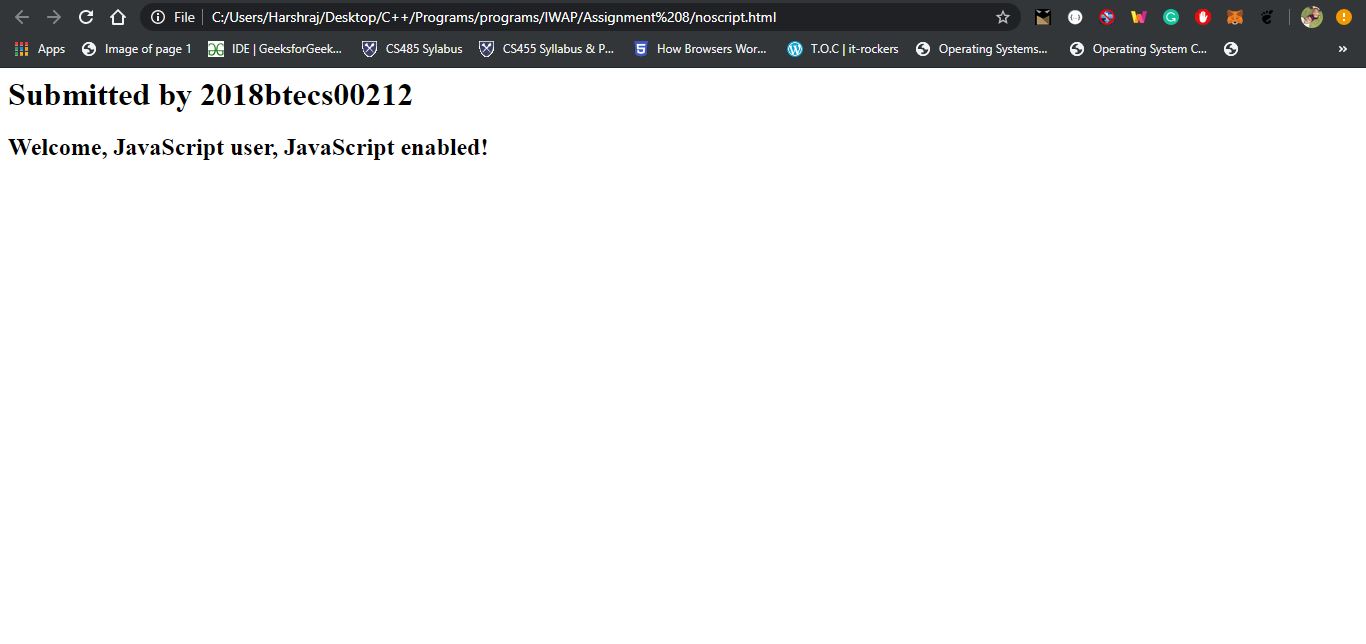 File C:/Users/Harshraj/Desktop/C++/Programs/programs/IWAP/Assignment%208/noscript.html
Apps Image of page 1 IDE | GeeksforGeek... CS485 Sylabus CS455 Syllabus & P... How Browsers Wor... T.O.C | it-rockers Operating Systems... Operating System C... »
Submitted by 2018btecs00212
Welcome, JavaScript user, JavaScript enabled!